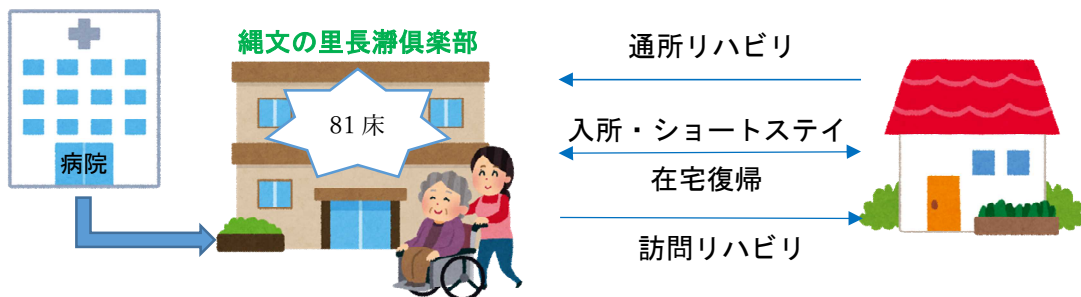 縄文の里長瀞倶楽部
81床
病院
通所リハビリ
入所・ショートステイ
在宅復帰
訪問リハビリ